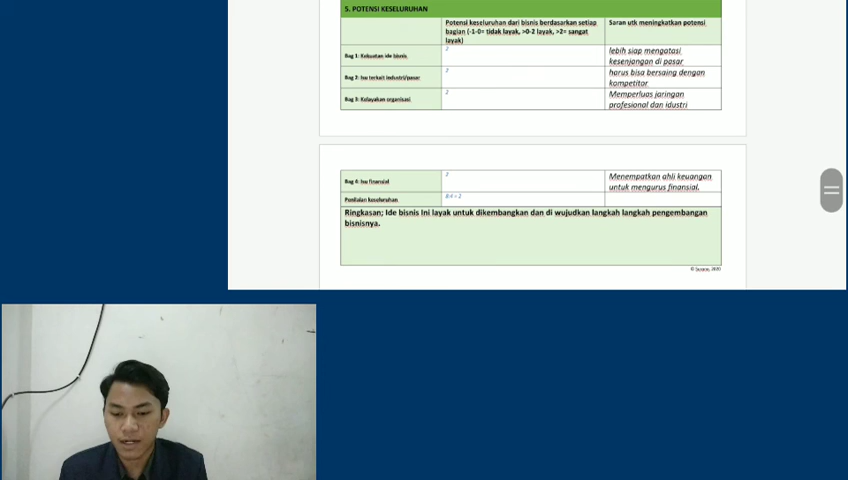 5. POTENSI KESELURUHAN
Potensi keseluruhan dari bisnis berdasarkan setiap
bagian (-1-0= tidak layak, >0-2 layak, >2= sangat
layak)
Saran utk meningkatkan potensi
Bag 1: Kekuatan ide bisnis
2
lebih siap mengatasi
kesenjangan di pasar
Bag 2: Isu terkait industri/pasar
2
harus bisa bersaing dengan
kompetitor
Bag 3: Kelayakan organisasi
2
Memperluas jaringan
profesional dan idustri
Bag 4: Isu finansial
2
Menempatkan ahli keuangan
untuk mengurus finansial.
Penilaian keseluruhan
8:4 = 2
Ringkasan; Ide bisnis Ini layak untuk dikembangkan dan di wujudkan langkah langkah pengembangan
bisnisnya.
2020